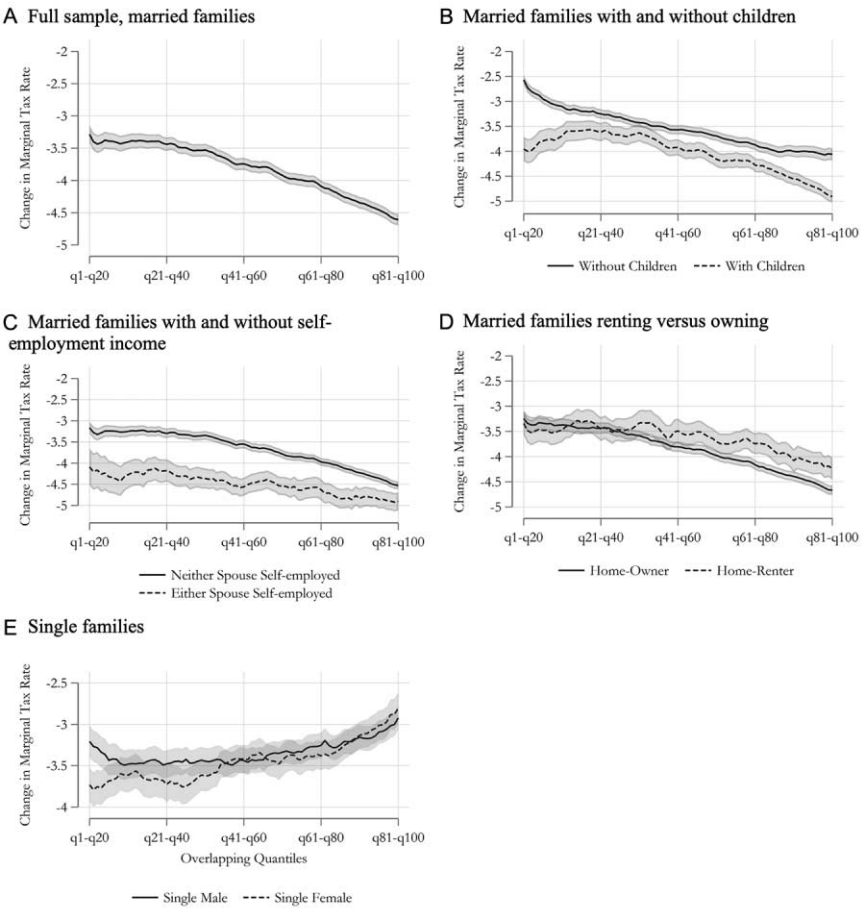 A Full sample, married families
Change in Marginal Tax Rate
-2
-2.5
-3
-3.5
-4
-4.5
-5
q1-q20
q21-q40
q41-q60
q61-q80
q81-q100
B Married families with and without children
Change in Marginal Tax Rate
-2
-2.5
-3
-3.5
-4
-4.5
-5
q1-q20
q21-q40
q41-q60
q61-q80
q81-q100
Without Children
With Children
C Married families with and without self-
employment income
Change in Marginal Tax Rate
-2
-2.5
-3
-3.5
-4
-4.5
-5
q1-q20
q21-q40
q41-q60
q61-q80
q81-q100
Neither Spouse Self-employed
Either Spouse Self-employed
D Married families renting versus owning
Change in Marginal Tax Rate
-2
-2.5
-3
-3.5
-4
-4.5
-5
q1-q20
q21-q40
q41-q60
q61-q80
q81-q100
Home-Owner
Home-Renter
E Single families
Change in Marginal Tax Rate
-2.5
-3
-3.5
-4
q1-q20
q21-q40
q41-q60
q61-q80
q81-q100
Overlapping Quantiles
Single Male
Single Female